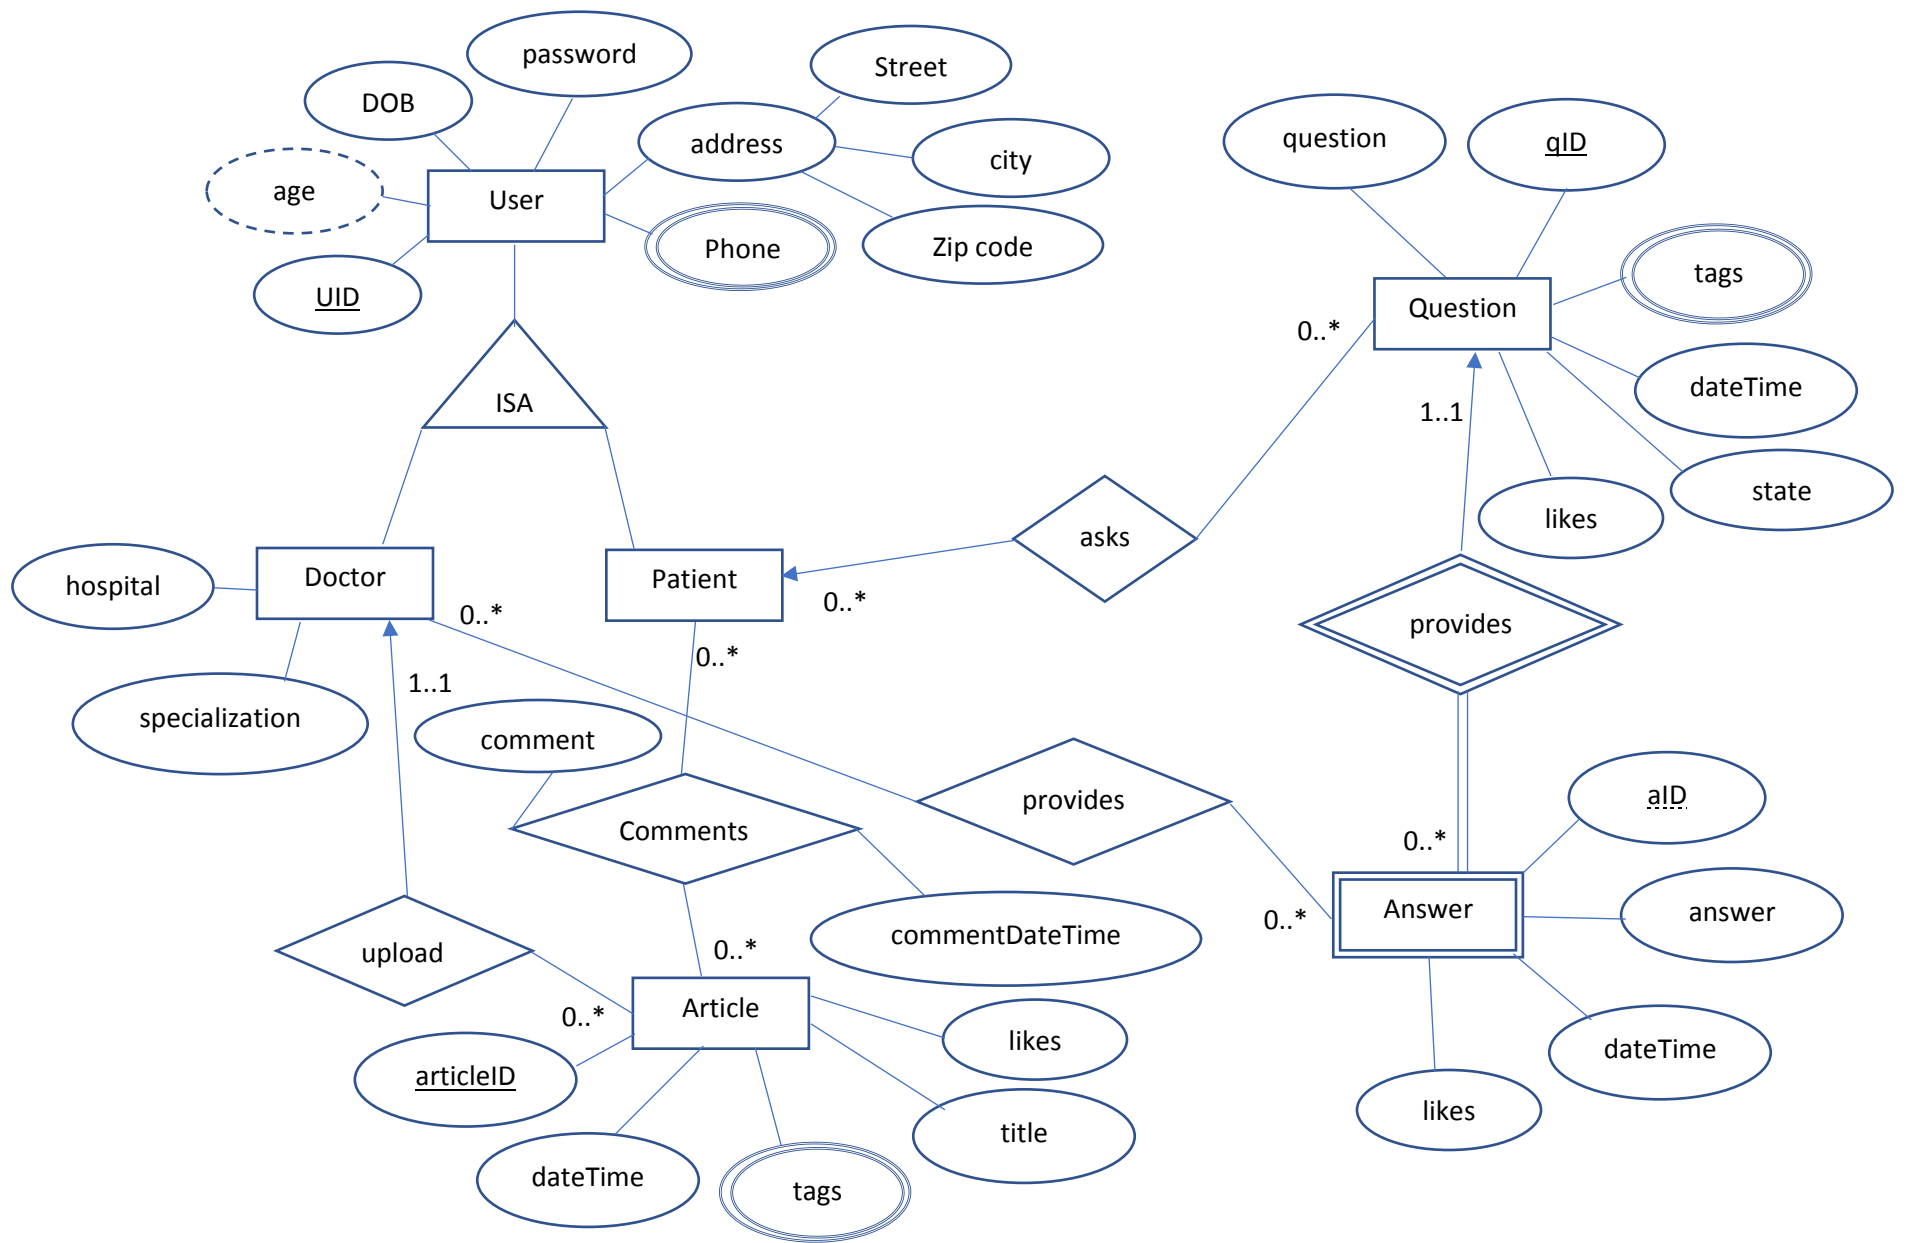 password
Street
DOB
address
question
qID
city
age
User
Phone
Zip code
tags
UID
Question
0..*
dateTime
ISA
1..1
state
likes
asks
Doctor
Patient
hospital
0..*
0..*
provides
0..*
1..1
specialization
comment
aID
provides
Comments
0..*
answer
Answer
0..*
commentDateTime
upload
0..*
Article
0..*
likes
dateTime
articleID
likes
title
dateTime
tags